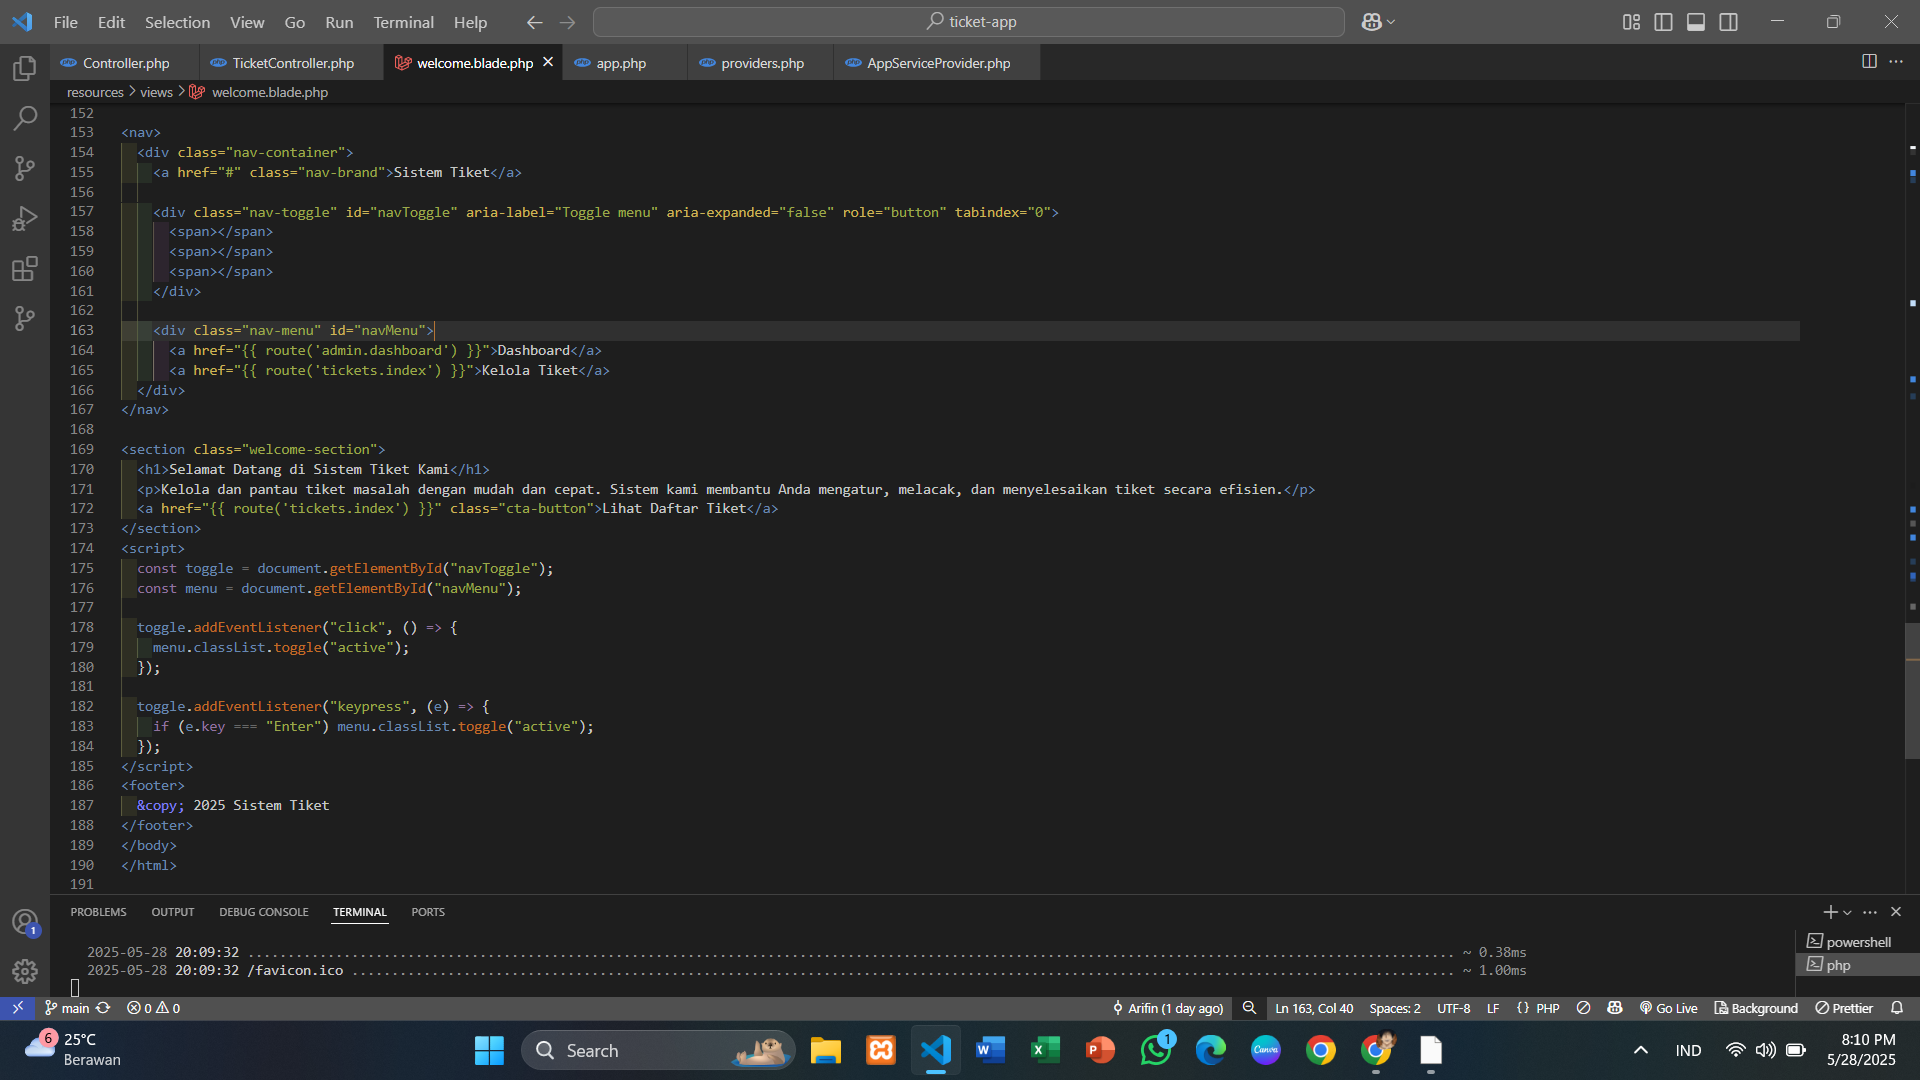 File Edit Selection View Go Run Terminal Help
ticket-app
Controller.php TicketController.php welcome.blade.php app.php providers.php AppServiceProvider.php
resources > views > welcome.blade.php
152
153 <nav>
154 <div class="nav-container">
155 <a href="#" class="nav-brand">Sistem Tiket</a>
156
157 <div class="nav-toggle" id="navToggle" aria-label="Toggle menu" aria-expanded="false" role="button" tabindex="0">
158 <span></span>
159 <span></span>
160 <span></span>
161 </div>
162
163 <div class="nav-menu" id="navMenu">
164 <a href="{{ route('admin.dashboard') }}">Dashboard</a>
165 <a href="{{ route('tickets.index') }}">Kelola Tiket</a>
166 </div>
167 </nav>
168
169 <section class="welcome-section">
170 <h1>Selamat Datang di Sistem Tiket Kami</h1>
171 <p>Kelola dan pantau tiket masalah dengan mudah dan cepat. Sistem kami membantu Anda mengatur, melacak, dan menyelesaikan tiket secara efisien.</p>
172 <a href="{{ route('tickets.index') }}" class="cta-button">Lihat Daftar Tiket</a>
173 </section>
174 <script>
175 const toggle = document.getElementById("navToggle");
176 const menu = document.getElementById("navMenu");
177
178 toggle.addEventListener("click", () => {
179 menu.classList.toggle("active");
180 });
181
182 toggle.addEventListener("keypress", (e) => {
183 if (e.key === "Enter") menu.classList.toggle("active");
184 });
185 </script>
186 <footer>
187 &copy; 2025 Sistem Tiket
188 </footer>
189 </body>
190 </html>
191
PROBLEMS OUTPUT DEBUG CONSOLE TERMINAL PORTS
2025-05-28 20:09:32 ........ ~ 0.38ms
2025-05-28 20:09:32 /favicon.ico ........ ~ 1.00ms
powershell
php
1
main 0 0 Arifin (1 day ago) Ln 163, Col 40 Spaces: 2 UTF-8 LF {} PHP Go Live Background Prettier
6 25°C
Berawan
Search
W X P 1 Canva
IND
8:10 PM
5/28/2025